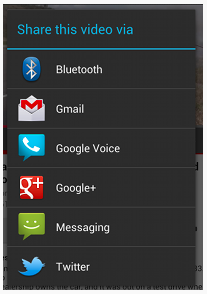 Share this video via
Bluetooth
Gmail
Google Voice
g+
Google+
Messaging
Twitter